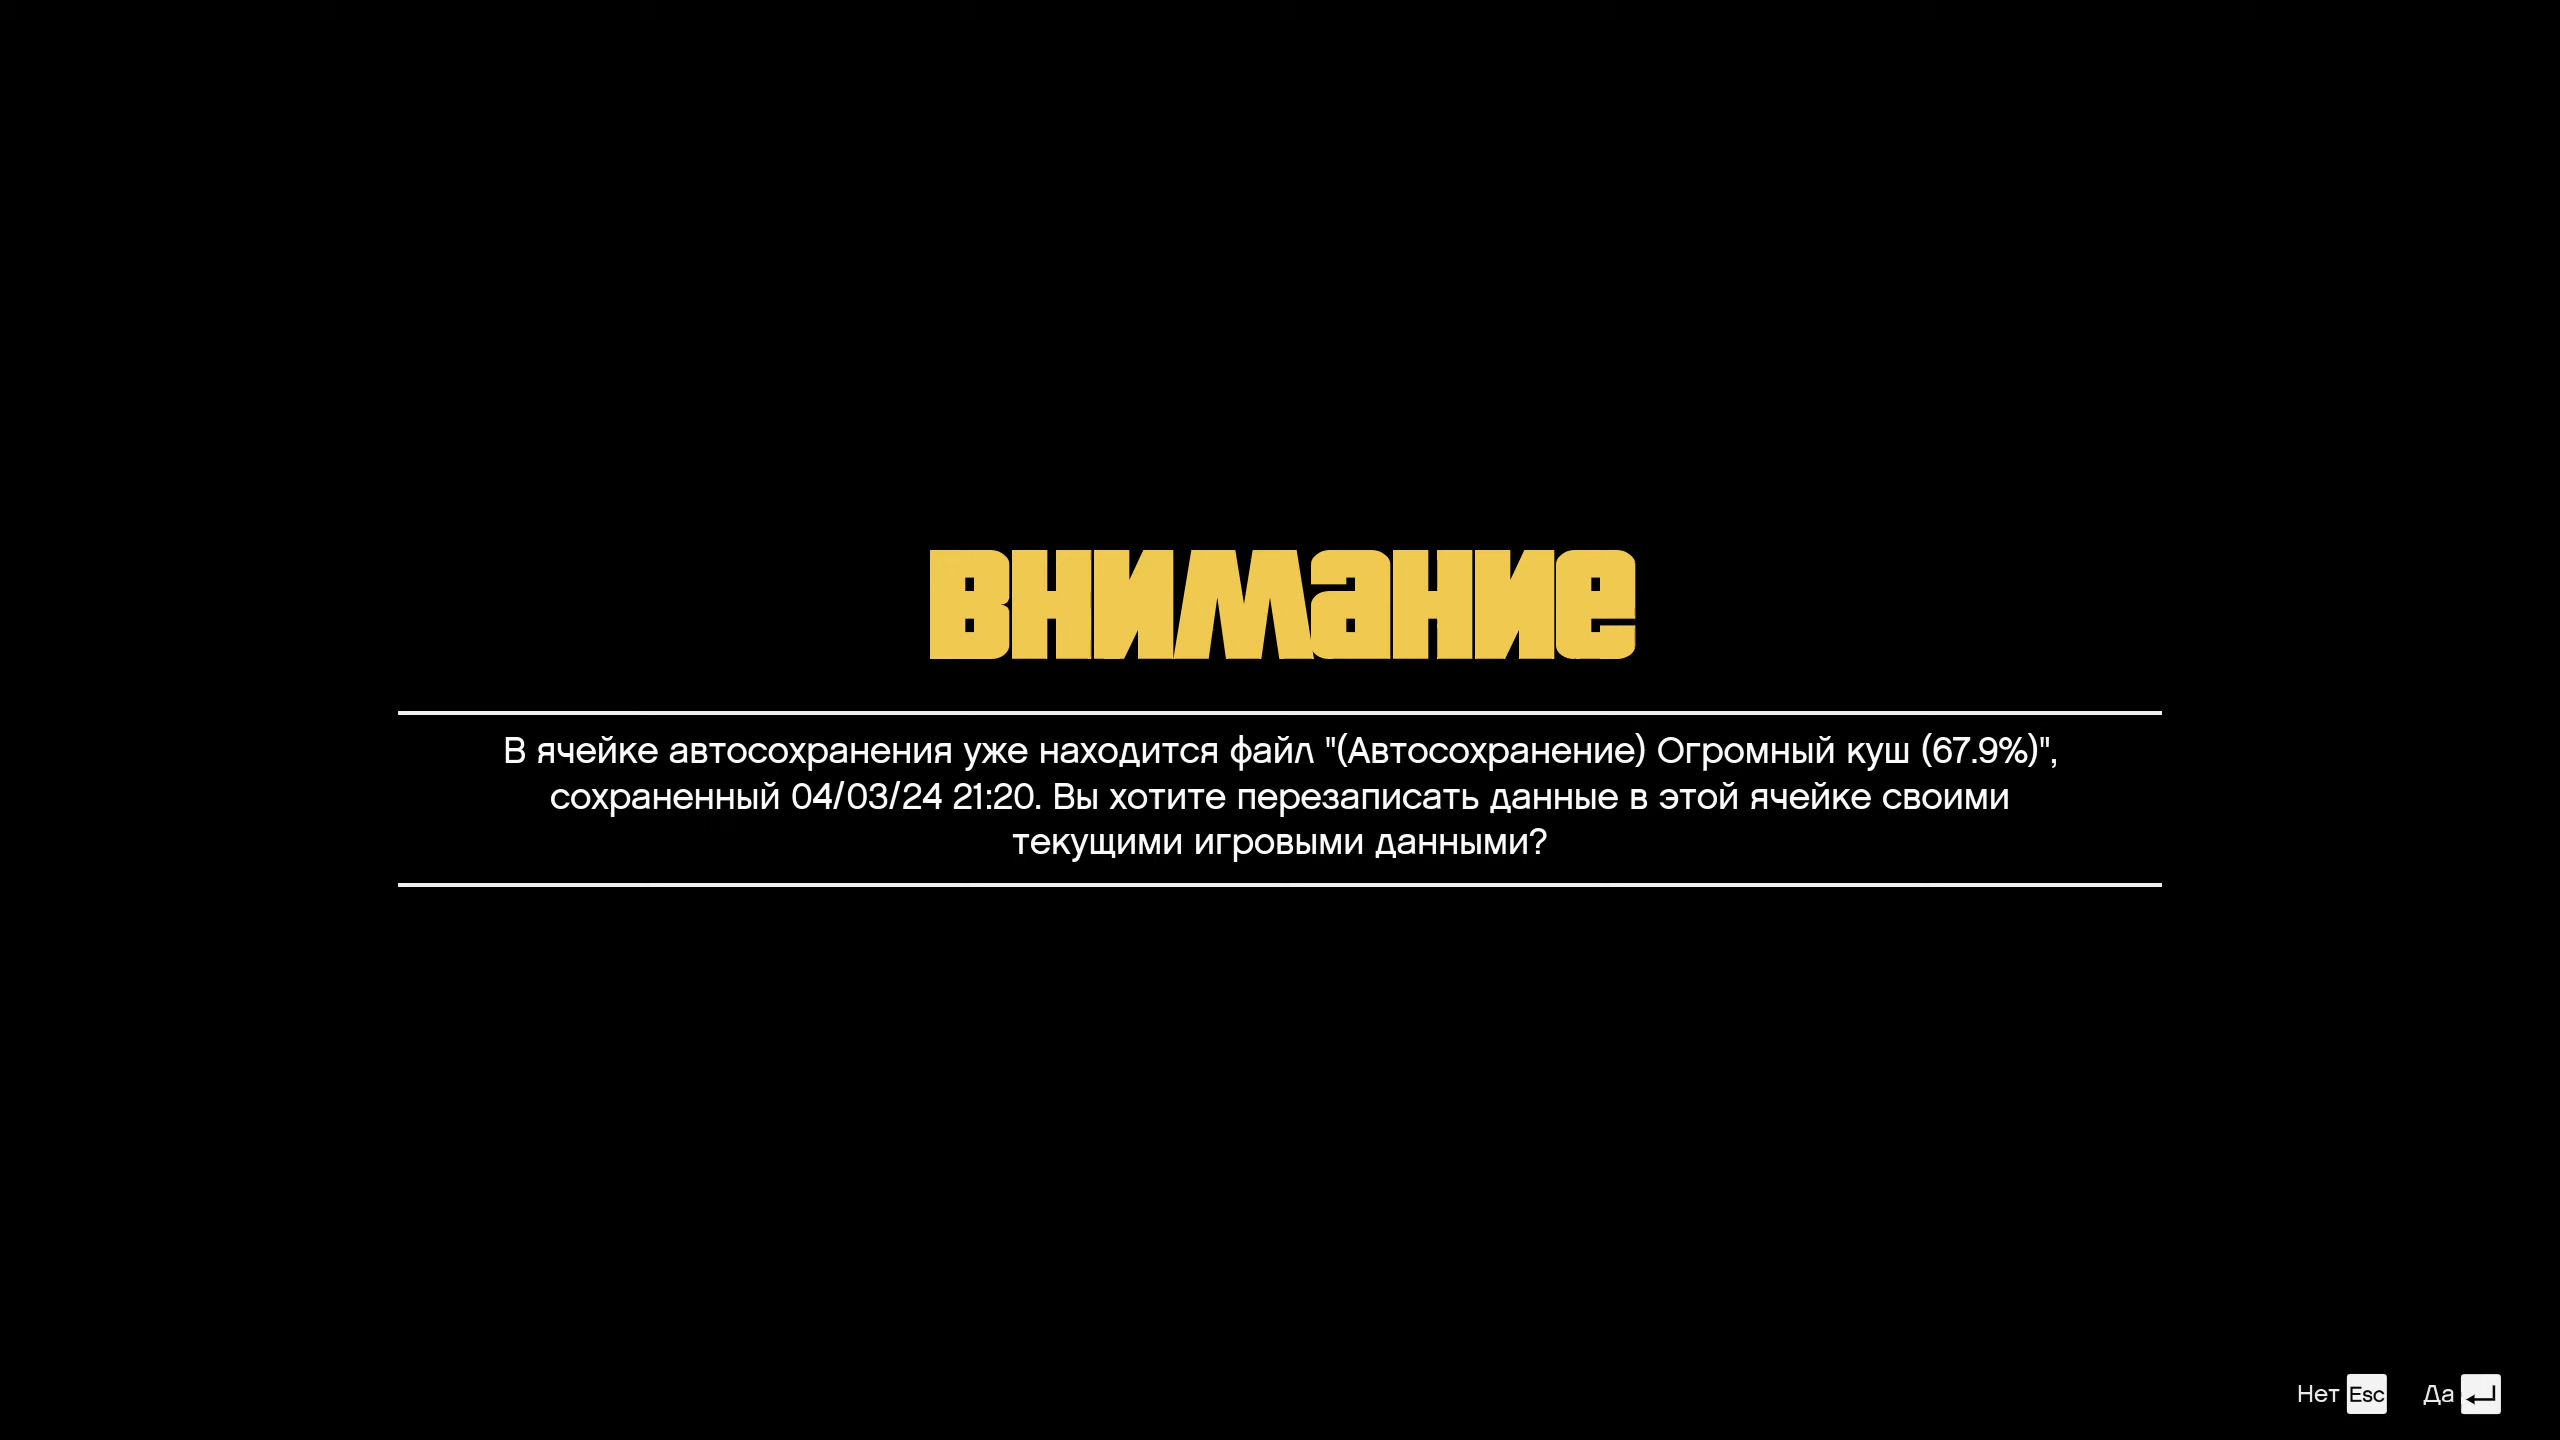 внимание
В ячейке автосохранения уже находится файл "(Автосохранение) Огромный куш (67.9%)",
сохраненный 04/03/24 21:20. Вы хотите перезаписать данные в этой ячейке своими
текущими игровыми данными?
Нет Esc Да